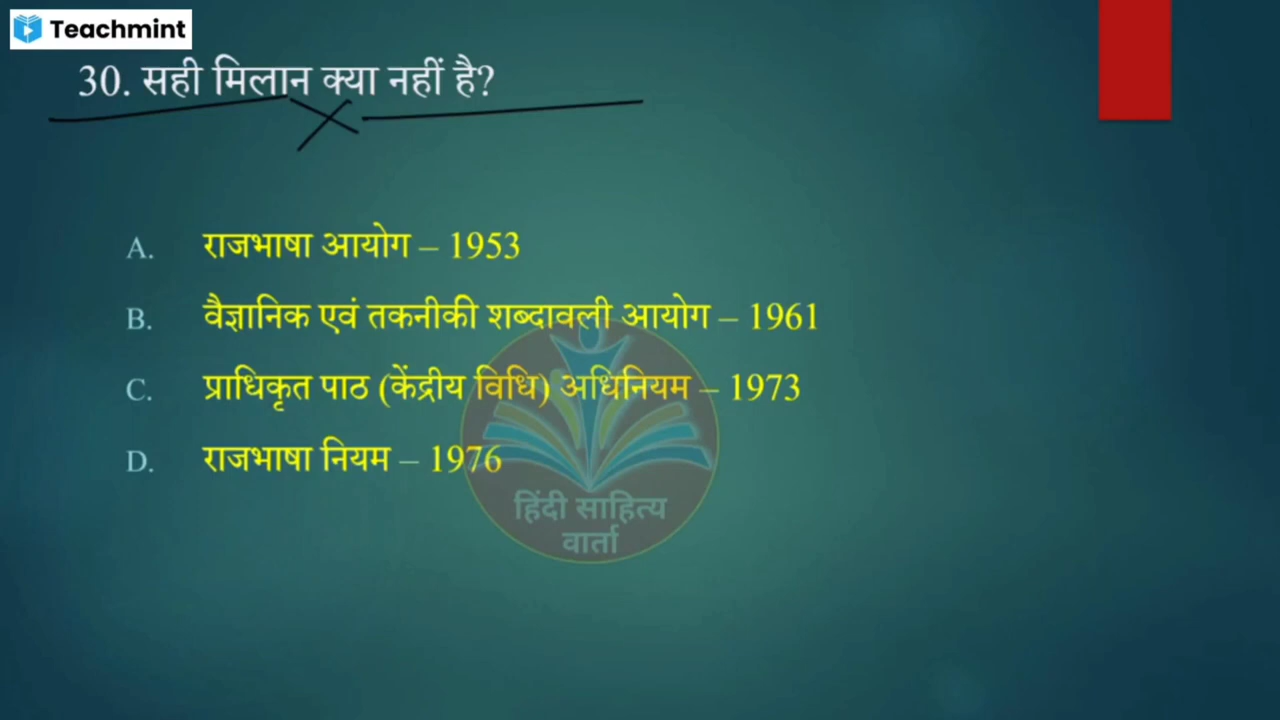 Teachmint
30. सही मिलान क्या नहीं है?
A. राजभाषा आयोग – 1953
B. वैज्ञानिक एवं तकनीकी शब्दावली आयोग – 1961
C. प्राधिकृत पाठ (केंद्रीय विधि) अधिनियम – 1973
D. राजभाषा नियम – 1976
हिंदी साहित्य
वार्ता